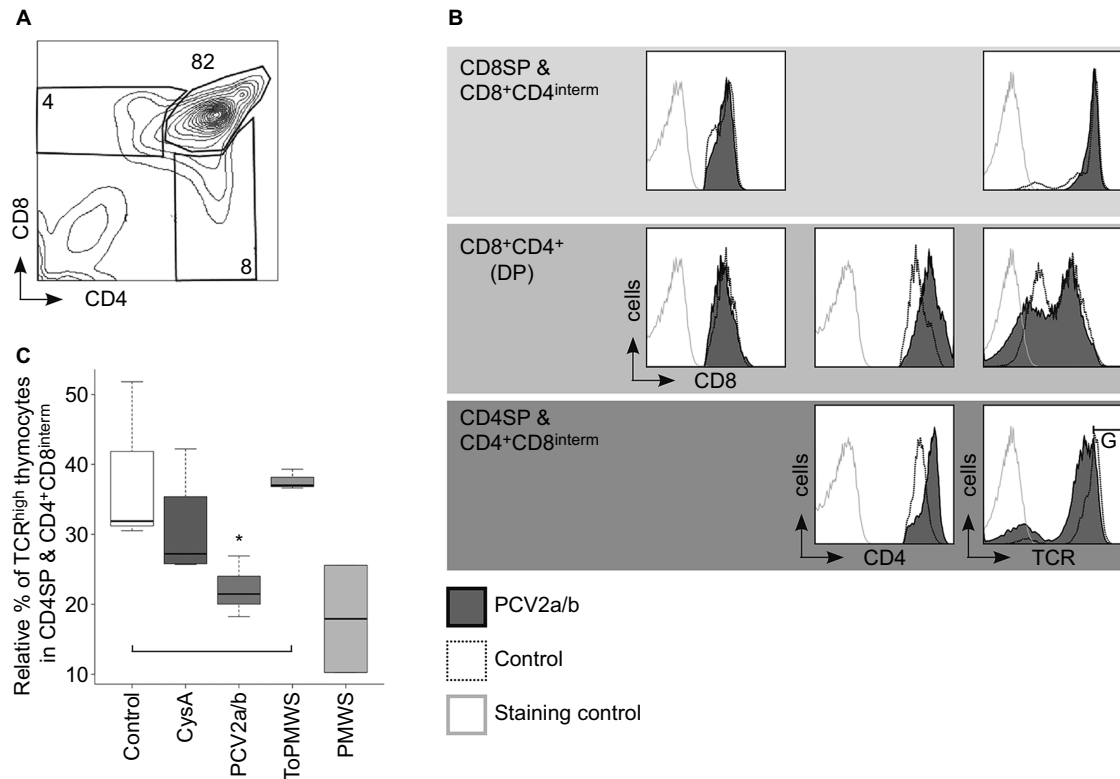 A
82
4
8
CD8
CD4
B
CD8SP &
CD8⁺CD4ⁱⁿᵗᵉʳᵐ
CD8⁺CD4⁺
(DP)
cells
CD8
CD4SP &
CD4⁺CD8ⁱⁿᵗᵉʳᵐ
cells
CD4
cells
TCR
G
PCV2a/b
Control
Staining control
C
Relative % of TCRʰⁱᵍʰ thymocytes
in CD4SP & CD4⁺CD8ⁱⁿᵗᵉʳᵐ
50
40
30
20
10
*
Control
CysA
PCV2a/b
ToPMWS
PMWS